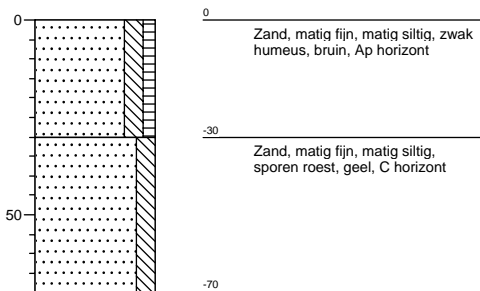 0
0
Zand, matig fijn, matig siltig, zwak
humeus, bruin, Ap horizont
-30
Zand, matig fijn, matig siltig,
sporen roest, geel, C horizont
50
-70